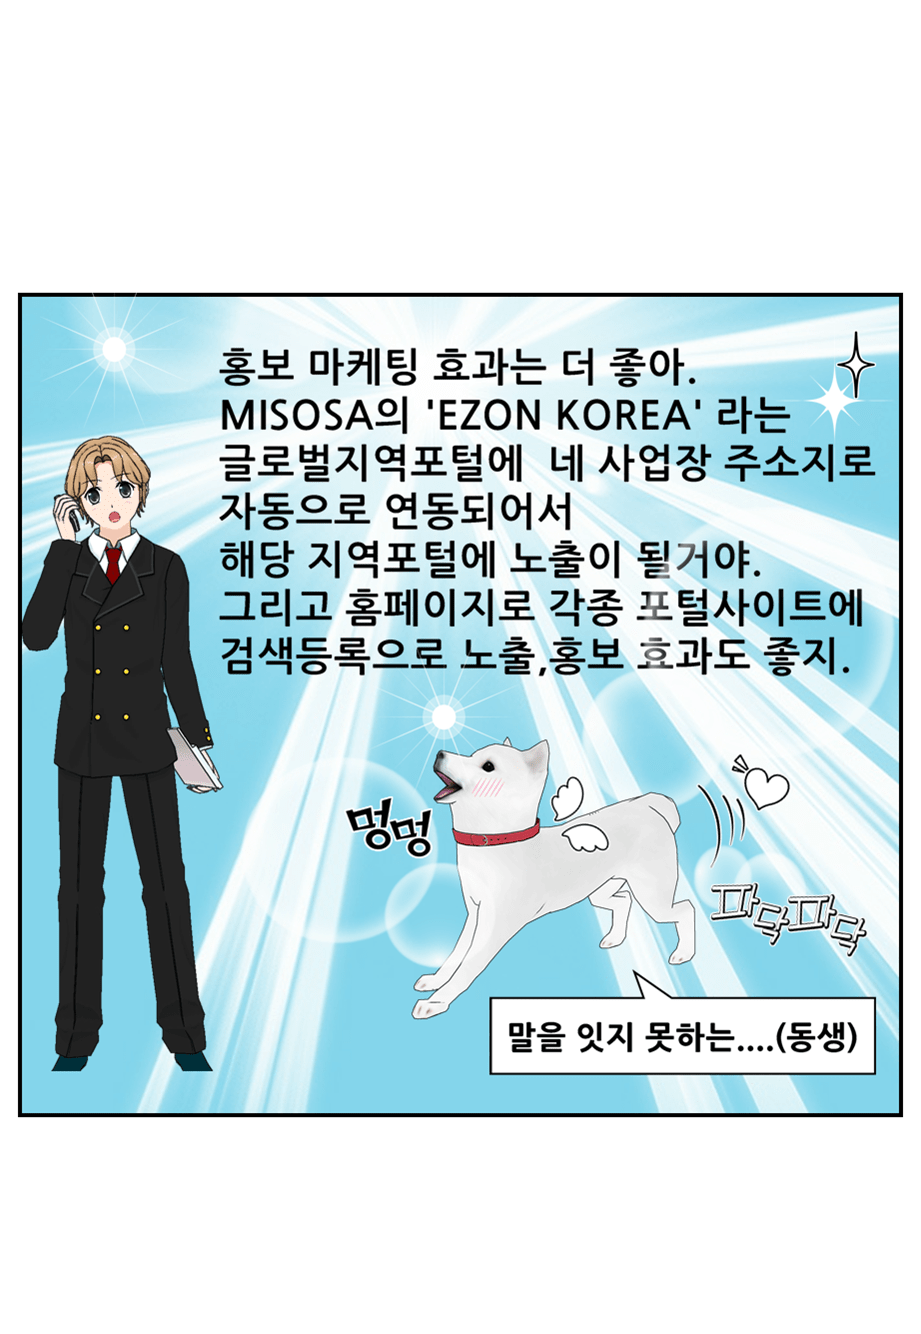 홍보 마케팅 효과는 더 좋아.
MISOSA의 'EZON KOREA' 라는
글로벌지역포털에 네 사업장 주소지로
자동으로 연동되어서
해당 지역포털에 노출이 될거야.
그리고 홈페이지로 각종 포털사이트에
검색등록으로 노출,홍보 효과도 좋지.
멍멍
파닥파닥
말을 잇지 못하는....(동생)